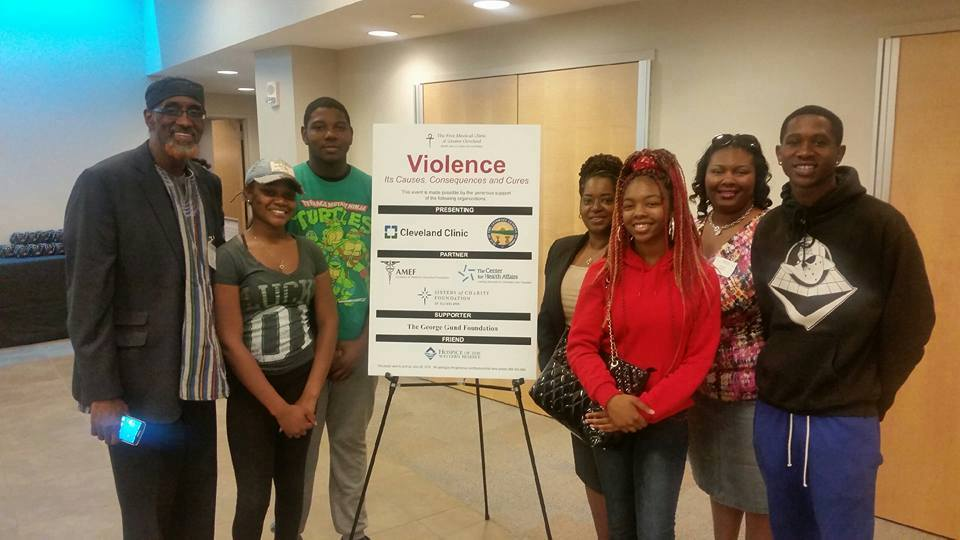 The Free Medical Clinic
of Greater Cleveland
Violence
Its Causes, Consequences and Cures
This event is made possible by the generous support
of the following organizations:
PRESENTING
Cleveland Clinic
PARTNER
AMEF
The Center
for Health Affairs
SISTERS of CHARITY
FOUNDATION
OF CLEVELAND
SUPPORTER
The George Gund Foundation
FRIEND
HOSPICE OF THE
WESTERN RESERVE
TEENAGE MUTANT NINJA
TURTLES
LUCK